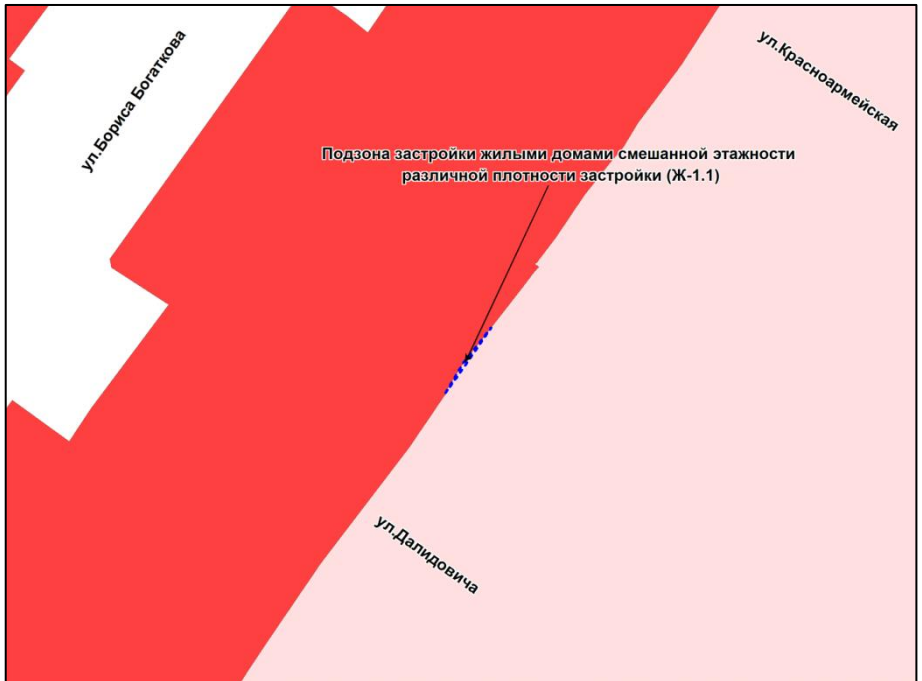 ул.Бориса Богаткова
ул.Красноармейская
Подзона застройки жилыми домами смешанной этажности
различной плотности застройки (Ж-1.1)
ул.Далидовича